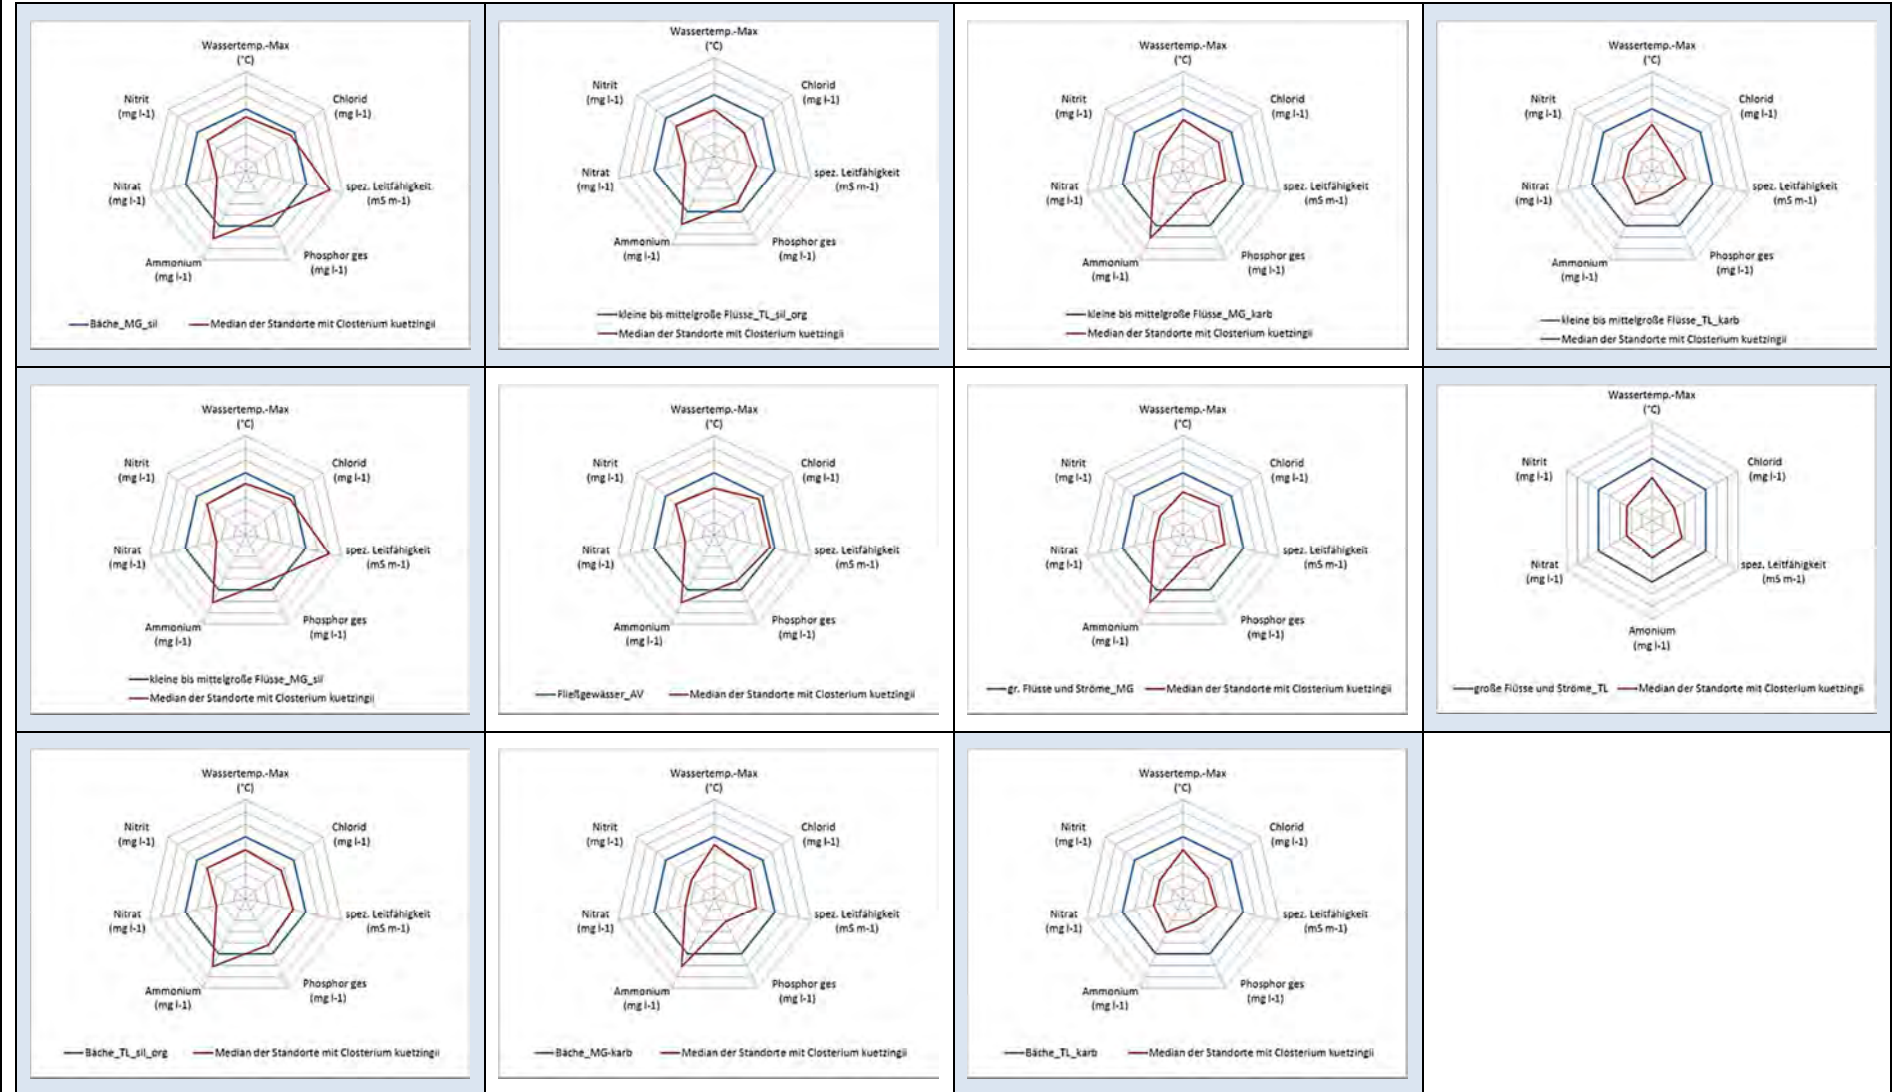 Wassertemp.-Max
(°C)
Nitrit
(mg l-1)
Chlorid
(mg l-1)
Nitrat
(mg l-1)
spez. Leitfähigkeit
(mS m-1)
Ammonium
(mg l-1)
Phosphor ges
(mg l-1)
Bäche_MG_sil Median der Standorte mit Closterium kuetzingii
Wassertemp.-Max
(°C)
Nitrit
(mg l-1)
Chlorid
(mg l-1)
Nitrat
(mg l-1)
spez. Leitfähigkeit
(mS m-1)
Ammonium
(mg l-1)
Phosphor ges
(mg l-1)
kleine bis mittelgroße Flüsse_TL_sil_org
Median der Standorte mit Closterium kuetzingii
Wassertemp.-Max
(°C)
Nitrit
(mg l-1)
Chlorid
(mg l-1)
Nitrat
(mg l-1)
spez. Leitfähigkeit
(mS m-1)
Ammonium
(mg l-1)
Phosphor ges
(mg l-1)
kleine bis mittelgroße Flüsse_MG_karb
Median der Standorte mit Closterium kuetzingii
Wassertemp.-Max
(°C)
Nitrit
(mg l-1)
Chlorid
(mg l-1)
Nitrat
(mg l-1)
spez. Leitfähigkeit
(mS m-1)
Ammonium
(mg l-1)
Phosphor ges
(mg l-1)
kleine bis mittelgroße Flüsse_TL_karb
Median der Standorte mit Closterium kuetzingii
Wassertemp.-Max
(°C)
Nitrit
(mg l-1)
Chlorid
(mg l-1)
Nitrat
(mg l-1)
spez. Leitfähigkeit
(mS m-1)
Ammonium
(mg l-1)
Phosphor ges
(mg l-1)
kleine bis mittelgroße Flüsse_MG_sil
Median der Standorte mit Closterium kuetzingii
Wassertemp.-Max
(°C)
Nitrit
(mg l-1)
Chlorid
(mg l-1)
Nitrat
(mg l-1)
spez. Leitfähigkeit
(mS m-1)
Ammonium
(mg l-1)
Phosphor ges
(mg l-1)
Fließgewässer_AV Median der Standorte mit Closterium kuetzingii
Wassertemp.-Max
(°C)
Nitrit
(mg l-1)
Chlorid
(mg l-1)
Nitrat
(mg l-1)
spez. Leitfähigkeit
(mS m-1)
Ammonium
(mg l-1)
Phosphor ges
(mg l-1)
gr. Flüsse und Ströme_MG Median der Standorte mit Closterium kuetzingii
Wassertemp.-Max
(°C)
Nitrit
(mg l-1)
Chlorid
(mg l-1)
Nitrat
(mg l-1)
spez. Leitfähigkeit
(mS m-1)
Amonium
(mg l-1)
große Flüsse und Ströme_TL Median der Standorte mit Closterium kuetzingii
Wassertemp.-Max
(°C)
Nitrit
(mg l-1)
Chlorid
(mg l-1)
Nitrat
(mg l-1)
spez. Leitfähigkeit
(mS m-1)
Ammonium
(mg l-1)
Phosphor ges
(mg l-1)
Bäche_TL_sil_org Median der Standorte mit Closterium kuetzingii
Wassertemp.-Max
(°C)
Nitrit
(mg l-1)
Chlorid
(mg l-1)
Nitrat
(mg l-1)
spez. Leitfähigkeit
(mS m-1)
Ammonium
(mg l-1)
Phosphor ges
(mg l-1)
Bäche_MG-karb Median der Standorte mit Closterium kuetzingii
Wassertemp.-Max
(°C)
Nitrit
(mg l-1)
Chlorid
(mg l-1)
Nitrat
(mg l-1)
spez. Leitfähigkeit
(mS m-1)
Ammonium
(mg l-1)
Phosphor ges
(mg l-1)
Bäche_TL_karb Median der Standorte mit Closterium kuetzingii